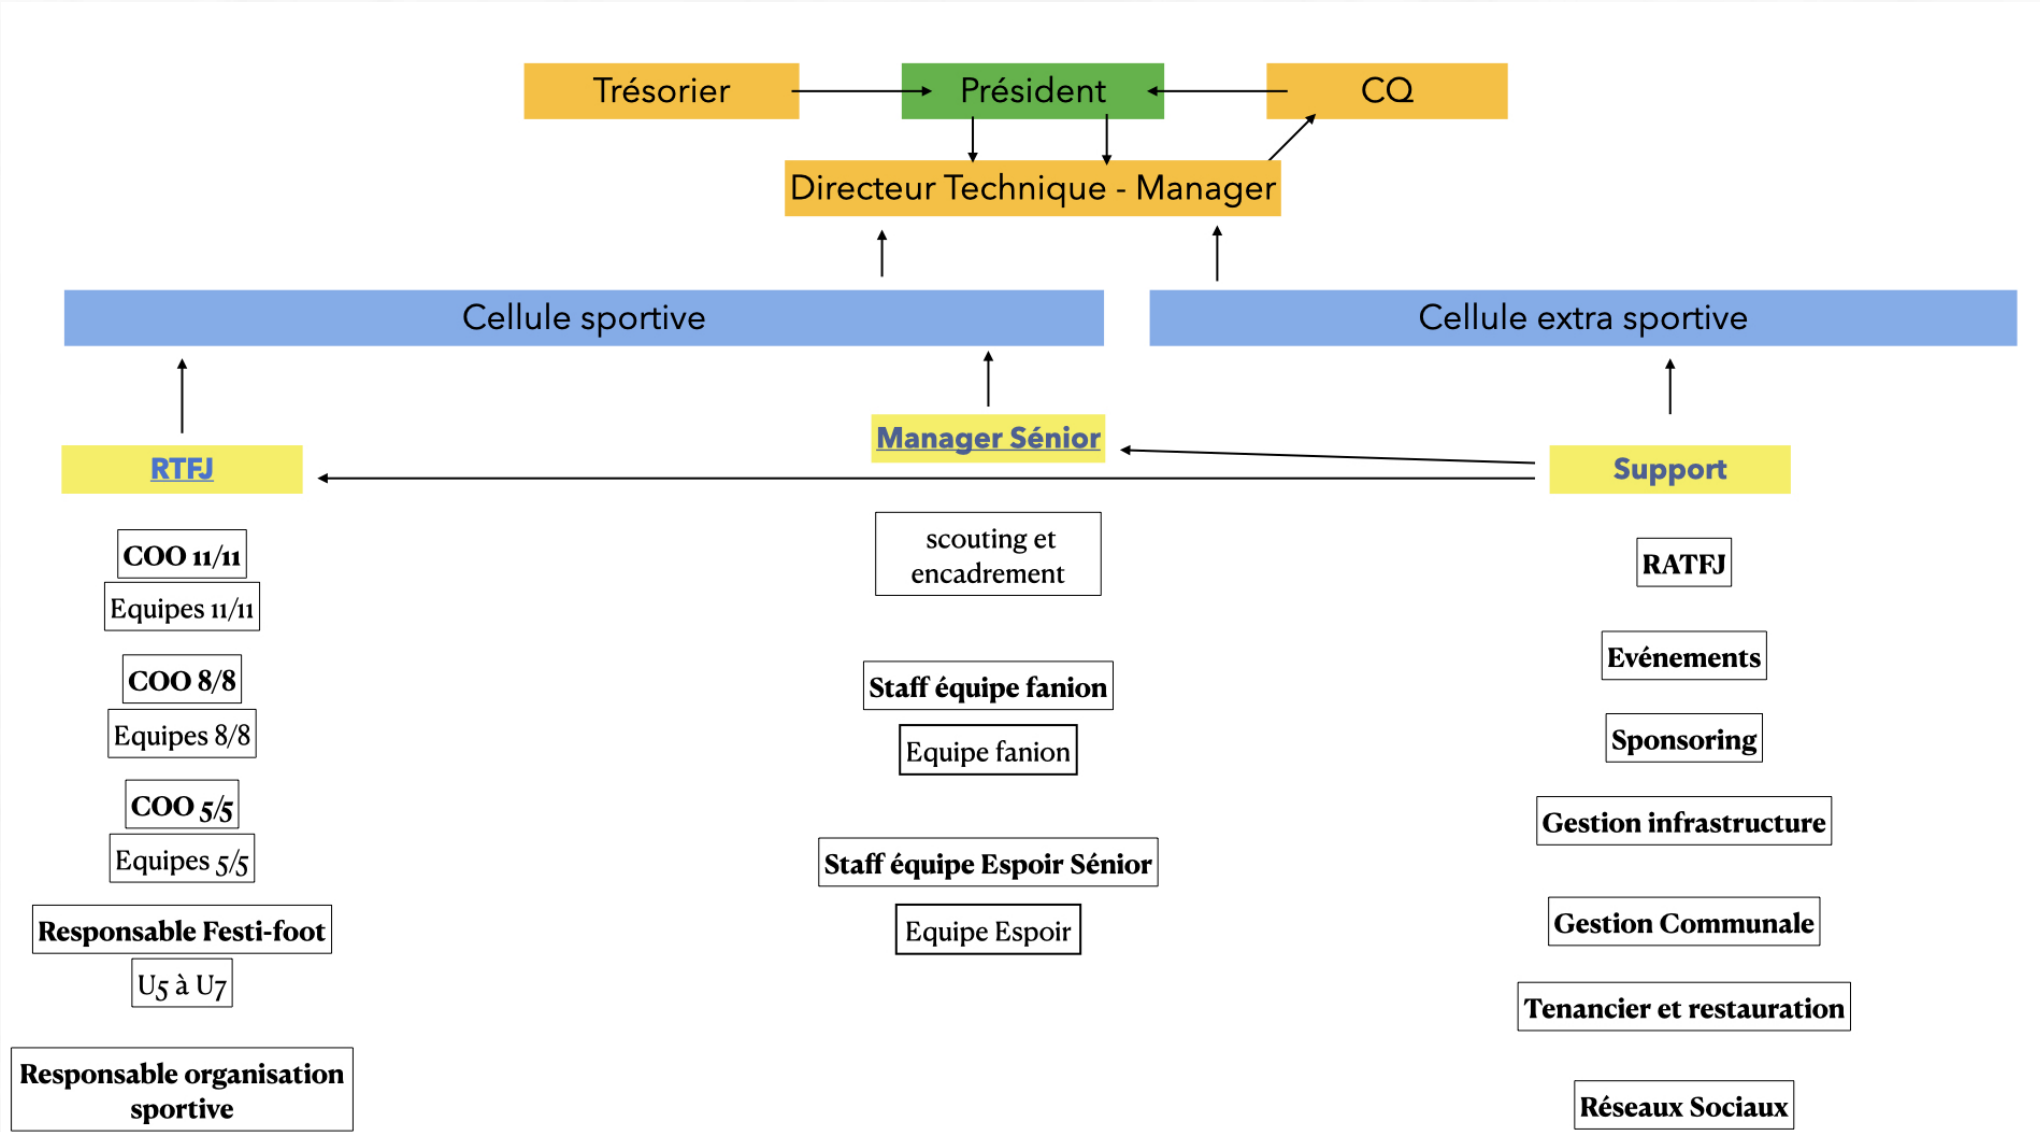 Trésorier
Président
CQ
Directeur Technique - Manager
Cellule sportive
Cellule extra sportive
RTFJ
COO 11/11
Equipes 11/11
COO 8/8
Equipes 8/8
COO 5/5
Equipes 5/5
Responsable Festi-foot
U5 à U7
Responsable organisation
sportive
Manager Sénior
scouting et
encadrement
Staff équipe fanion
Equipe fanion
Staff équipe Espoir Sénior
Equipe Espoir
Support
RATFJ
Evénements
Sponsoring
Gestion infrastructure
Gestion Communale
Tenancier et restauration
Réseaux Sociaux